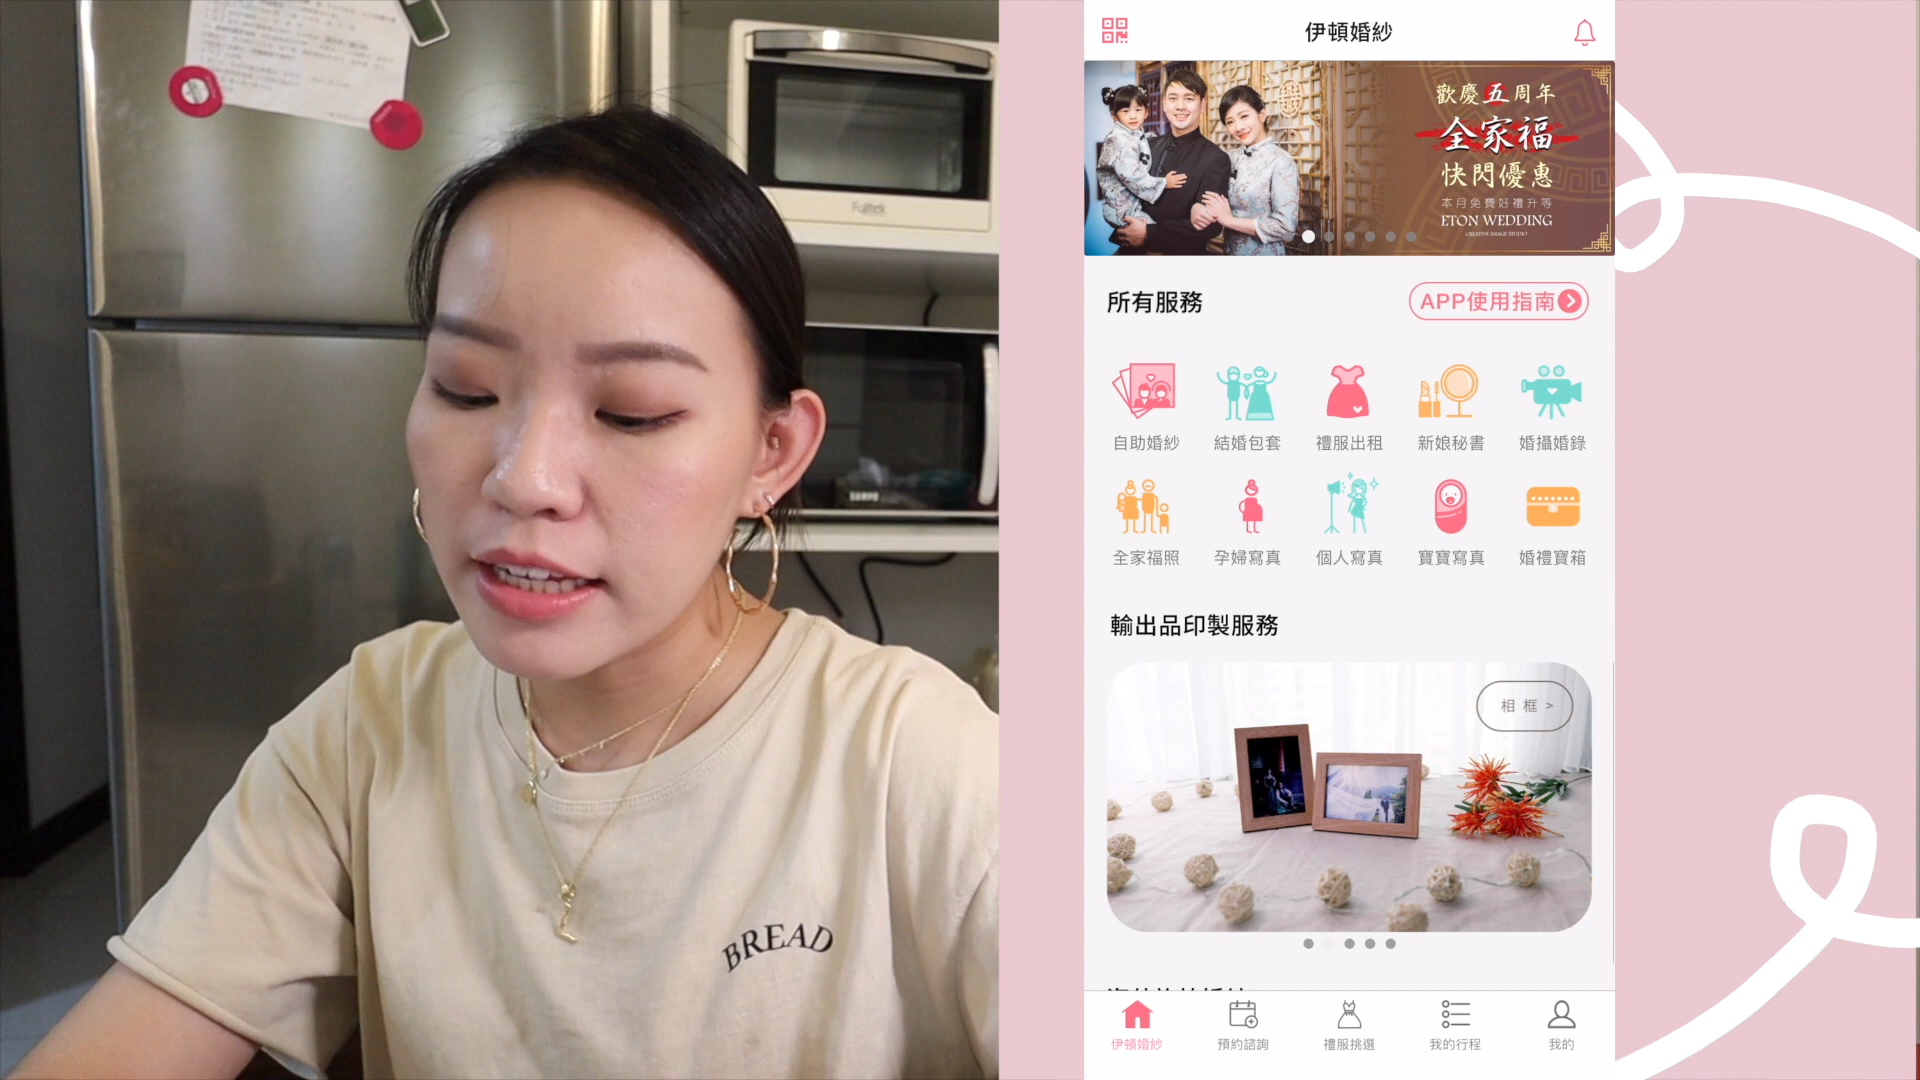 Fujitek
SAMPO
BREAD
伊頓婚紗
歡慶五周年
全家福
快閃優惠
本月免費好禮升等
ETON WEDDING
CREATIVE IMAGE STUDIO
所有服務
APP使用指南
自助婚紗
結婚包套
禮服出租
新娘秘書
婚攝婚錄
全家福照
孕婦寫真
個人寫真
寶寶寫真
婚禮寶箱
輸出品印製服務
相框 >
伊頓婚紗
預約諮詢
禮服挑選
我的行程
我的